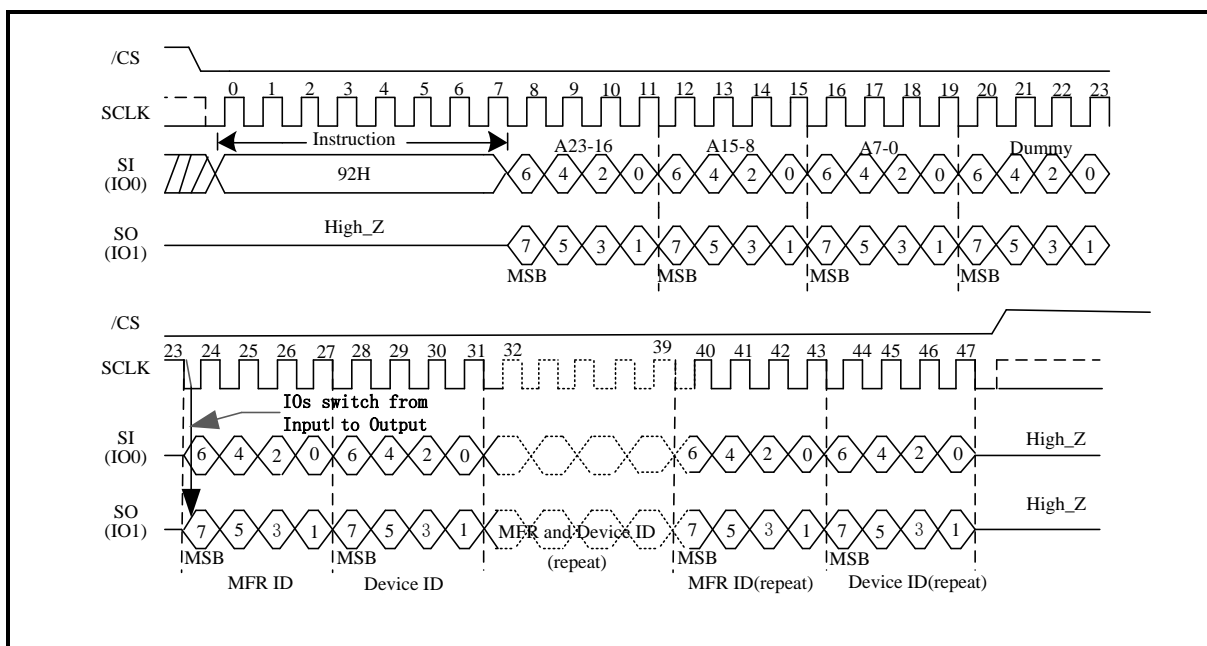 /CS
0 1 2 3 4 5 6 7 8 9 10 11 12 13 14 15 16 17 18 19 20 21 22 23
SCLK
Instruction A23-16 A15-8 A7-0 Dummy
SI
(IO0)
92H 6 4 2 0 6 4 2 0 6 4 2 0 6 4 2 0
SO
(IO1)
High_Z 7 5 3 1 7 5 3 1 7 5 3 1 7 5 3 1
MSB MSB MSB MSB
/CS
23 24 25 26 27 28 29 30 31 32 39 40 41 42 43 44 45 46 47
SCLK
IOs switch from
Input to Output
SI
(IO0)
6 4 2 0 6 4 2 0 6 4 2 0 6 4 2 0 High_Z
SO
(IO1)
7 5 3 1 7 5 3 1 MFR and Device ID 7 5 3 1 7 5 3 1 High_Z
MSB MSB (repeat) MSB MSB
MFR ID Device ID MFR ID(repeat) Device ID(repeat)